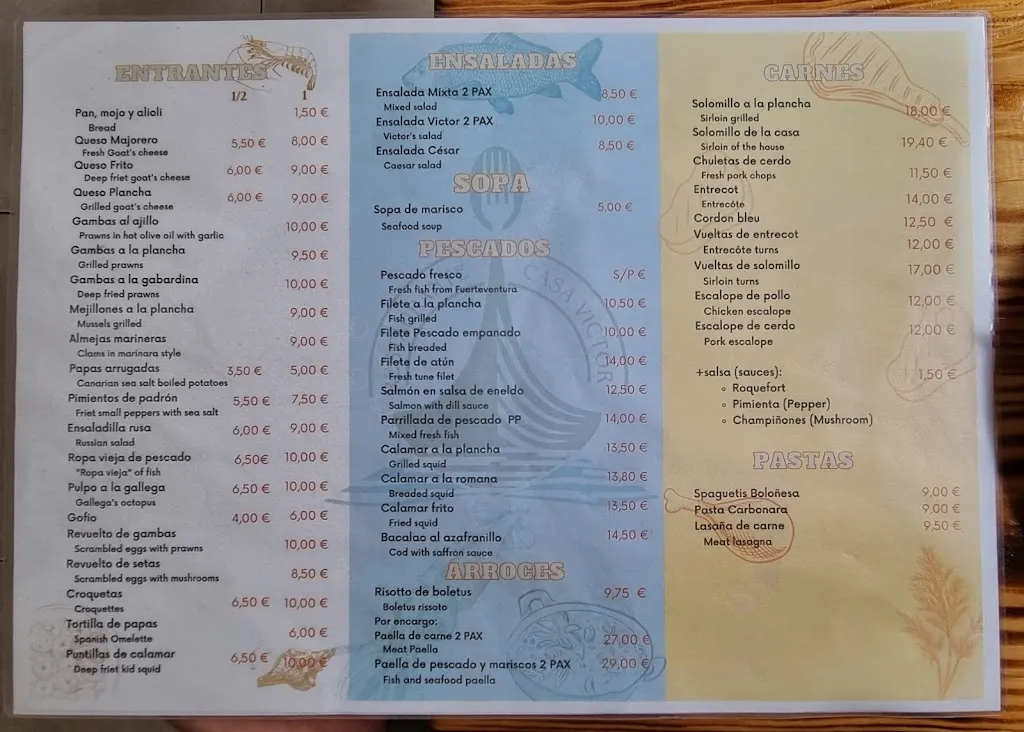 ENTRANTES
1/2 1
Pan, mojo y alioli 1,50 €
Bread
Queso Majorero 5,50 € 8,00 €
Fresh Goat's cheese
Queso Frito 6,00 € 9,00 €
Deep friet goat's cheese
Queso Plancha 6,00 € 9,00 €
Grilled goat's cheese
Gambas al ajillo 10,00 €
Prawns in hot olive oil with garlic
Gambas a la plancha 9,50 €
Grilled prawns
Gambas a la gabardina 10,00 €
Deep fried prawns
Mejillones a la plancha 9,00 €
Mussels grilled
Almejas marineras 9,00 €
Clams in marinara style
Papas arrugadas 3,50 € 5,00 €
Canarian sea salt boiled potatoes
Pimientos de padrón 5,50 € 7,50 €
Friet small peppers with sea salt
Ensaladilla rusa 6,00 € 9,00 €
Russian salad
Ropa vieja de pescado 6,50€ 10,00 €
"Ropa vieja" of fish
Pulpo a la gallega 6,50 € 10,00 €
Gallega's octopus
Gofio 4,00 € 6,00 €
Revuelto de gambas 10,00 €
Scrambled eggs with prawns
Revuelto de setas 8,50 €
Scrambled eggs with mushrooms
Croquetas 6,50 € 10,00 €
Croquettes
Tortilla de papas 6,00 €
Spanish Omelette
Puntillas de calamar 6,50 € 10,00 €
Deep friet kid squid
ENSALADAS
Ensalada Mixta 2 PAX 8,50 €
Mixed salad
Ensalada Victor 2 PAX 10,00 €
Victor's salad
Ensalada César 8,50 €
Caesar salad
SOPA
Sopa de marisco 5,00 €
Seafood soup
PESCADOS
CASA VICTOR
Pescado fresco S/P €
Fresh fish from Fuerteventura
Filete a la plancha 10,50 €
Fish grilled
Filete Pescado empanado 10,00 €
Fish breaded
Filete de atún 14,00 €
Fresh tune filet
Salmón en salsa de eneldo 12,50 €
Salmon with dill sauce
Parrillada de pescado PP 14,00 €
Mixed fresh fish
Calamar a la plancha 13,50 €
Grilled squid
Calamar a la romana 13,80 €
Breaded squid
Calamar frito 13,50 €
Fried squid
Bacalao al azafranillo 14,50 €
Cod with saffron sauce
ARROCES
Risotto de boletus 9,75 €
Boletus rissoto
Por encargo:
Paella de carne 2 PAX 27,00 €
Meat Paella
Paella de pescado y mariscos 2 PAX 29,00 €
Fish and seafood paella
CARNES
Solomillo a la plancha 18,00 €
Sirloin grilled
Solomillo de la casa 19,40 €
Sirloin of the house
Chuletas de cerdo 11,50 €
Fresh pork chops
Entrecot 14,00 €
Entrecôte
Cordon bleu 12,50 €
Vueltas de entrecot 12,00 €
Entrecôte turns
Vueltas de solomillo 17,00 €
Sirloin turns
Escalope de pollo 12,00 €
Chicken escalope
Escalope de cerdo 12,00 €
Pork escalope
+salsa (sauces): 1,50 €
Roquefort
Pimienta (Pepper)
Champiñones (Mushroom)
PASTAS
Spaguetis Boloñesa 9,00 €
Pasta Carbonara 9,00 €
Lasaña de carne 9,50 €
Meat lasagna